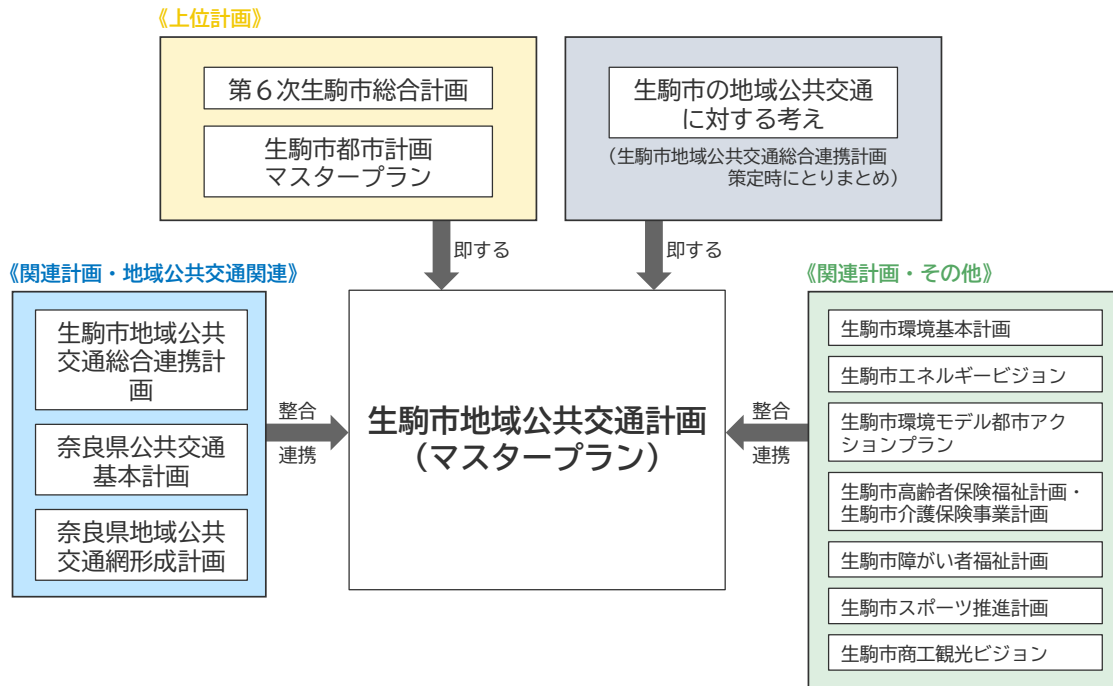 《上位計画》
第6次生駒市総合計画
生駒市都市計画
マスタープラン
生駒市の地域公共交通
に対する考え
（生駒市地域公共交通総合連携計画
策定時にとりまとめ）
即する
即する
《関連計画・地域公共交通関連》
生駒市地域公共
交通総合連携計
画
奈良県公共交通
基本計画
奈良県地域公共
交通網形成計画
整合
連携
生駒市地域公共交通計画
（マスタープラン）
整合
連携
《関連計画・その他》
生駒市環境基本計画
生駒市エネルギービジョン
生駒市環境モデル都市アク
ションプラン
生駒市高齢者保険福祉計画・
生駒市介護保険事業計画
生駒市障がい者福祉計画
生駒市スポーツ推進計画
生駒市商工観光ビジョン